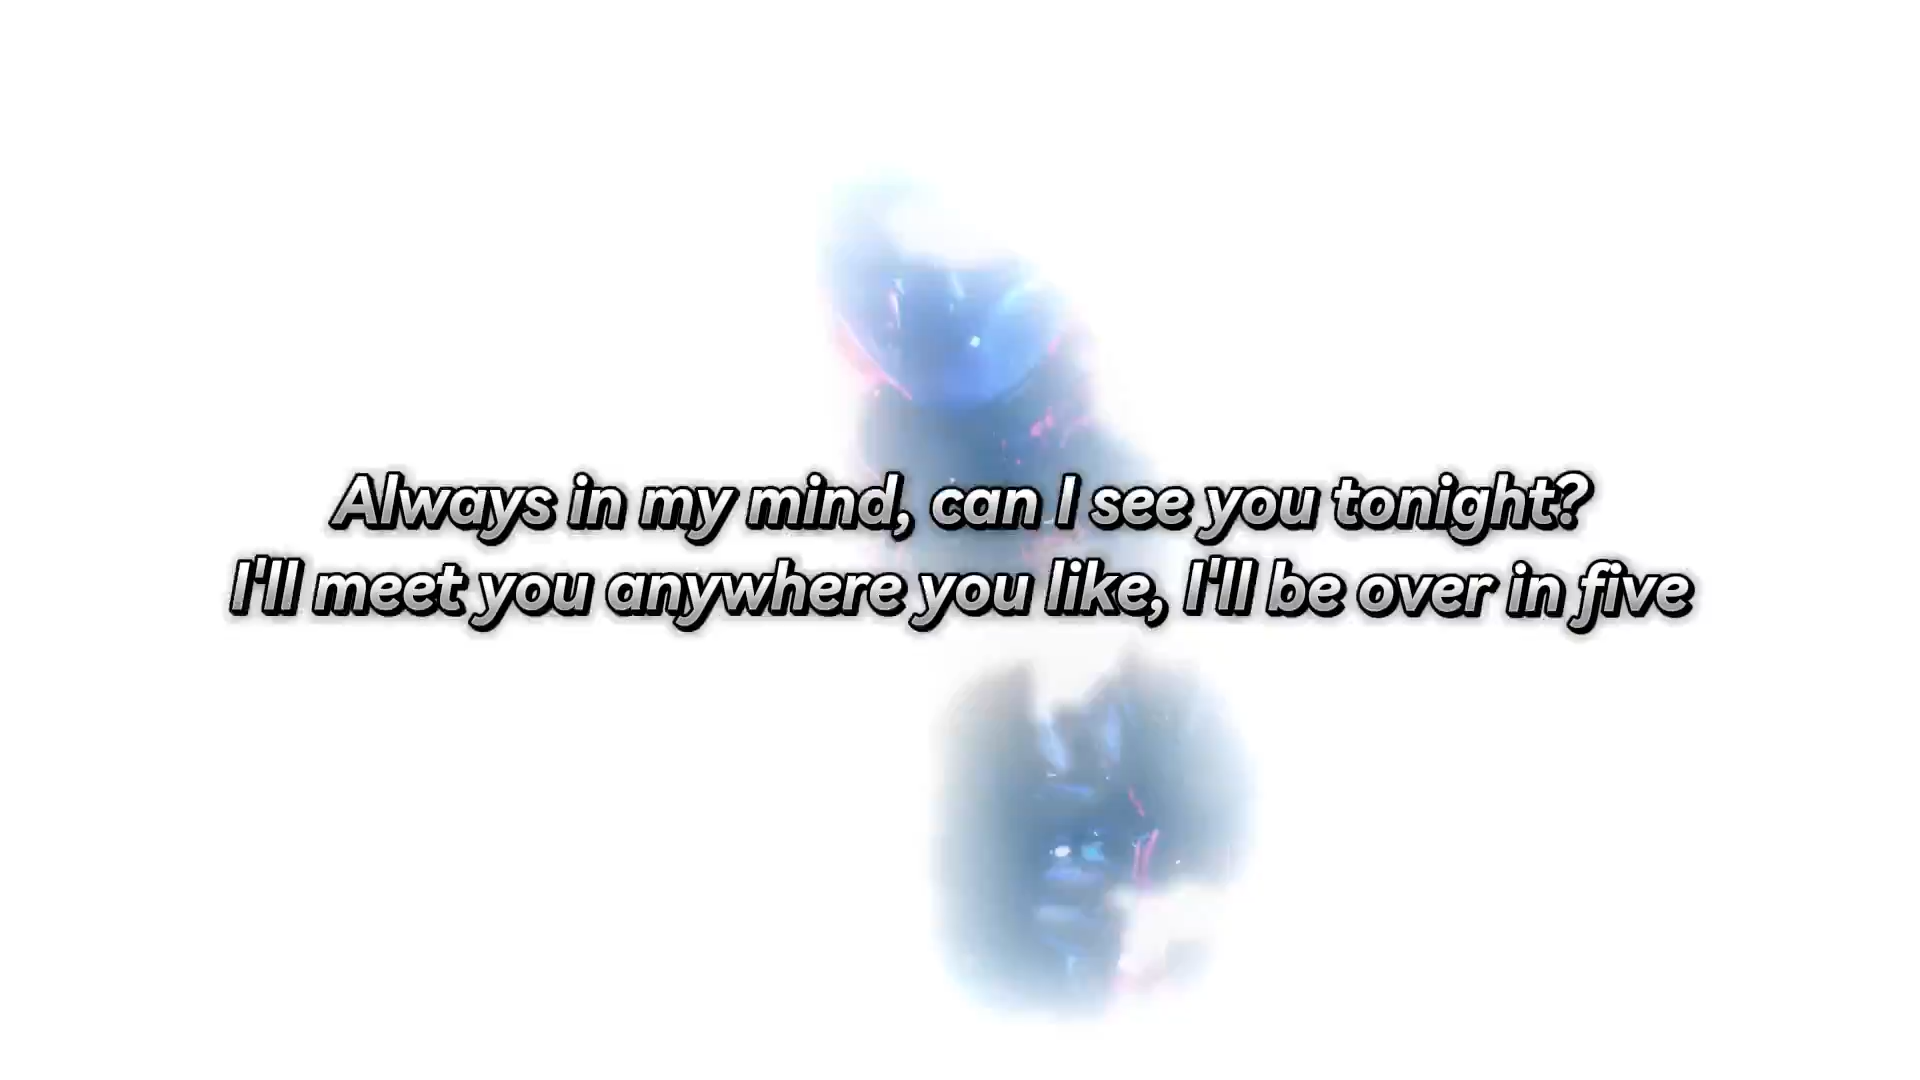 Always in my mind, can I see you tonight?
I'll meet you anywhere you like, I'll be over in five